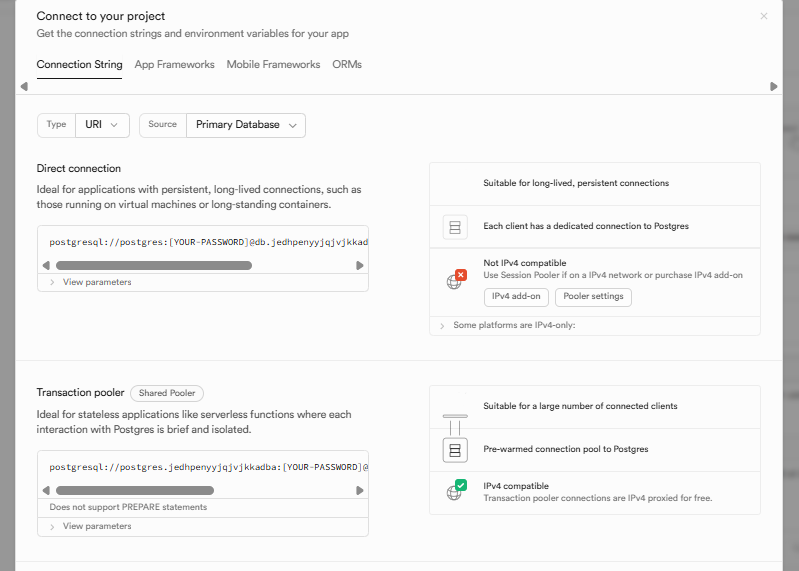 Connect to your project
Get the connection strings and environment variables for your app
Connection String App Frameworks Mobile Frameworks ORMs
Type URI Source Primary Database
Direct connection
Ideal for applications with persistent, long-lived connections, such as
those running on virtual machines or long-standing containers.
postgresql://postgres:[YOUR-PASSWORD]@db.jedhpenyyjqjvjkkad
View parameters
Suitable for long-lived, persistent connections
Each client has a dedicated connection to Postgres
Not IPv4 compatible
Use Session Pooler if on a IPv4 network or purchase IPv4 add-on
IPv4 add-on Pooler settings
Some platforms are IPv4-only:
Transaction pooler Shared Pooler
Ideal for stateless applications like serverless functions where each
interaction with Postgres is brief and isolated.
postgresql://postgres.jedhpenyyjqjvjkkadba:[YOUR-PASSWORD]@
Does not support PREPARE statements
View parameters
Suitable for a large number of connected clients
Pre-warmed connection pool to Postgres
IPv4 compatible
Transaction pooler connections are IPv4 proxied for free.